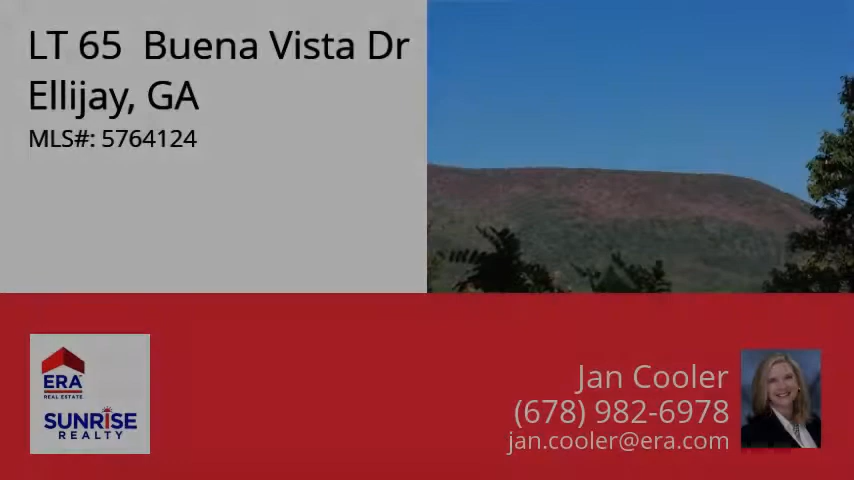 LT 65 Buena Vista Dr
Ellijay, GA
MLS#: 5764124
ERA
REAL ESTATE
SUNRISE
REALTY
Jan Cooler
(678) 982-6978
jan.cooler@era.com